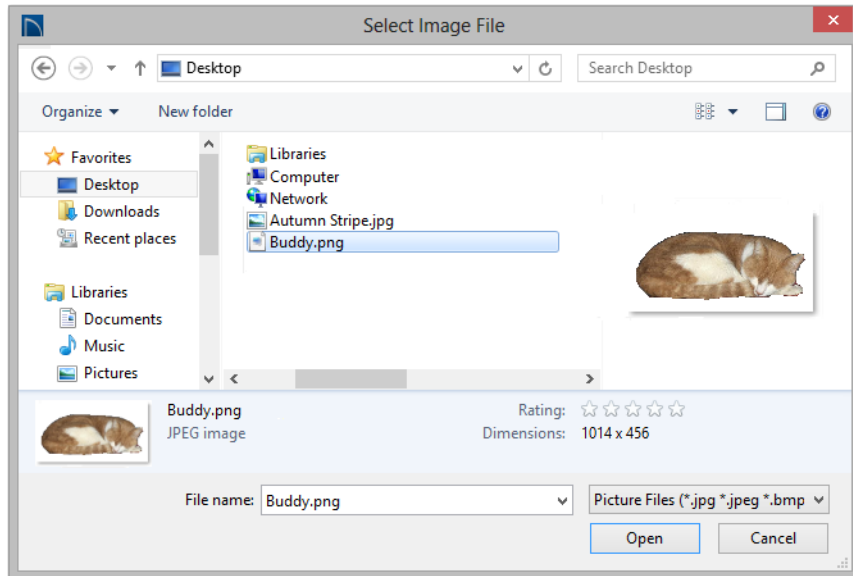 Select Image File
Desktop
Search Desktop
Organize
New folder
Favorites
Desktop
Downloads
Recent places
Libraries
Documents
Music
Pictures
Libraries
Computer
Network
Autumn Stripe.jpg
Buddy.png
Buddy.png
JPEG image
Rating:
Dimensions: 1014 x 456
File name: Buddy.png
Picture Files (*.jpg *.jpeg *.bmp
Open
Cancel